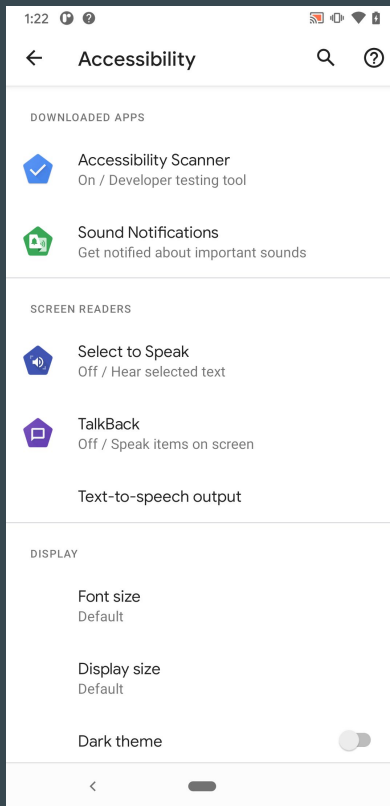 1:22
Accessibility
DOWNLOADED APPS
Accessibility Scanner
On / Developer testing tool
Sound Notifications
Get notified about important sounds
SCREEN READERS
Select to Speak
Off / Hear selected text
TalkBack
Off / Speak items on screen
Text-to-speech output
DISPLAY
Font size
Default
Display size
Default
Dark theme